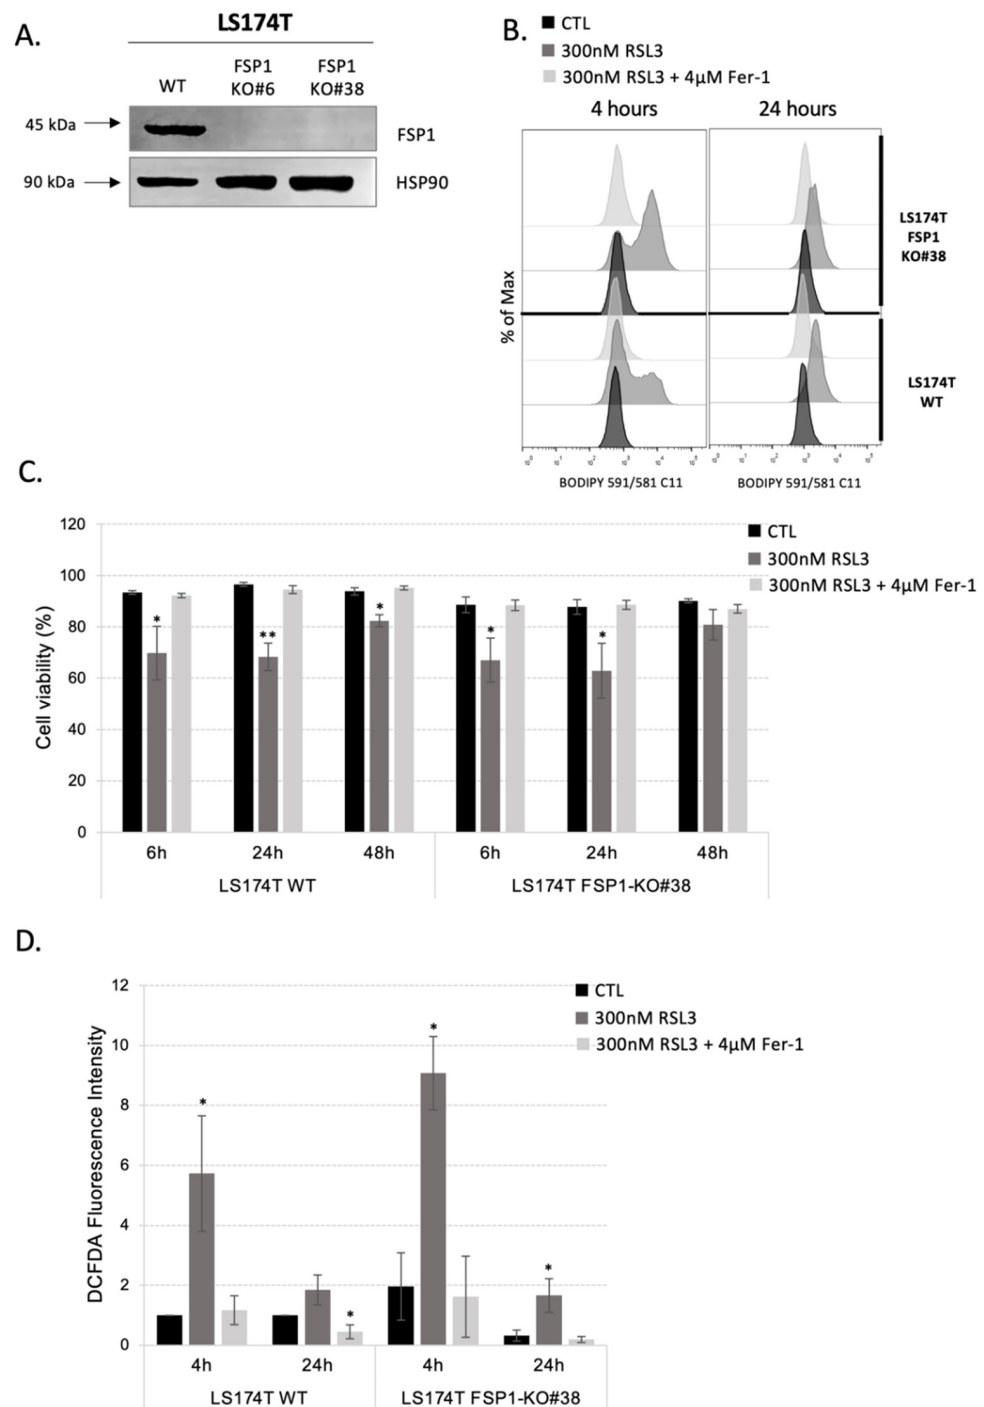 A.
LS174T
WT
FSP1
KO#6
FSP1
KO#38
45 kDa
FSP1
90 kDa
HSP90
B.
CTL
300nM RSL3
300nM RSL3 + 4µM Fer-1
4 hours
24 hours
% of Max
LS174T
FSP1
KO#38
LS174T
WT
BODIPY 591/581 C11
BODIPY 591/581 C11
C.
Cell viability (%)
120
100
80
60
40
20
0
CTL
300nM RSL3
300nM RSL3 + 4µM Fer-1
*
**
*
*
*
6h
24h
48h
6h
24h
48h
LS174T WT
LS174T FSP1-KO#38
D.
DCFDA Fluorescence Intensity
12
10
8
6
4
2
0
CTL
300nM RSL3
300nM RSL3 + 4µM Fer-1
*
*
*
*
4h
24h
4h
24h
LS174T WT
LS174T FSP1-KO#38